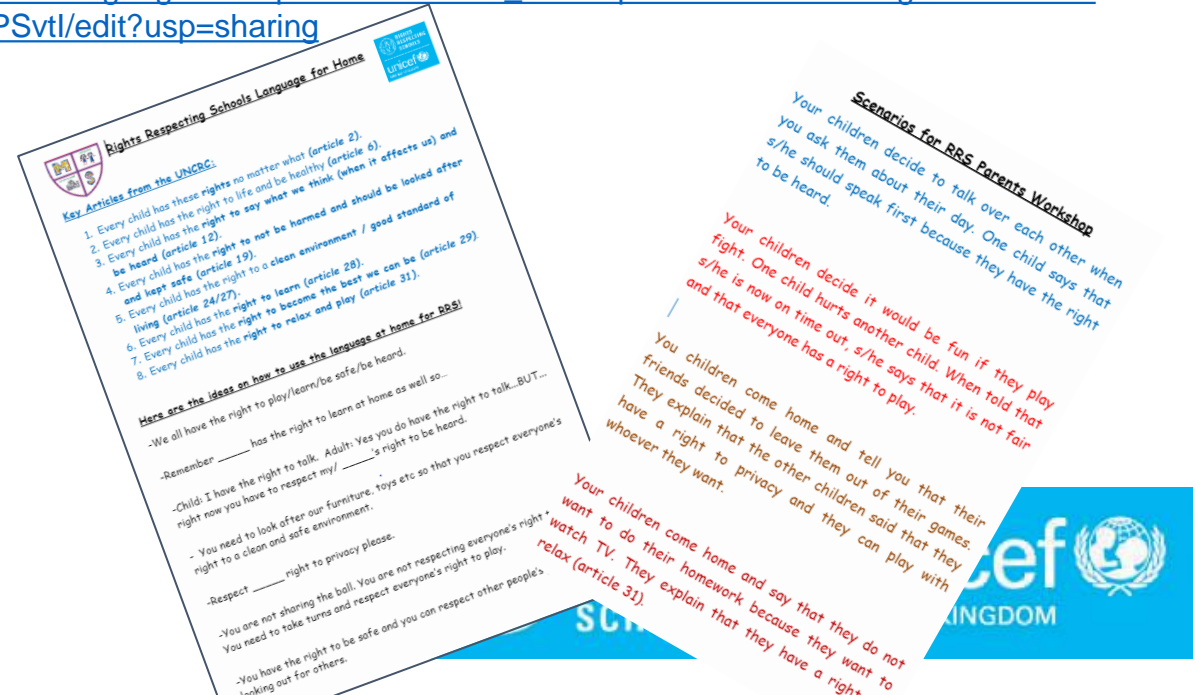 PSvtI/edit?usp=sharing
RIGHTS
RESPECTING
SCHOOLS
unicef
Rights Respecting Schools Language for Home
M
S
Key Articles from the UNCRC:
1. Every child has these rights no matter what (article 2).
2. Every child has the right to life and be healthy (article 6).
3. Every child has the right to say what we think (when it affects us) and
be heard (article 12).
4. Every child has the right to not be harmed and should be looked after
and kept safe (article 19).
5. Every child has the right to a clean environment / good standard of
living (article 24/27).
6. Every child has the right to learn (article 28).
7. Every child has the right to become the best we can be (article 29).
8. Every child has the right to relax and play (article 31).
Here are the ideas on how to use the language at home for RRS!
-We all have the right to play/learn/be safe/be heard.
-Remember ______ has the right to learn at home as well so...
-Child: I have the right to talk. Adult: Yes you do have the right to talk...BUT...
right now you have to respect my/ _____'s right to be heard.
- You need to look after our furniture, toys etc so that you respect everyone's
right to a clean and safe environment.
-Respect _____ right to privacy please.
-You are not sharing the ball. You are not respecting everyone's right
You need to take turns and respect everyone's right to play.
-You have the right to be safe and you can respect other people's
looking out for others.
Scenarios for RRS Parents Workshop
Your children decide to talk over each other when
you ask them about their day. One child says that
s/he should speak first because they have the right
to be heard.
Your children decide it would be fun if they play
fight. One child hurts another child. When told that
s/he is now on time out, s/he says that it is not fair
and that everyone has a right to play.
You children come home and tell you that their
friends decided to leave them out of their games.
They explain that the other children said that they
have a right to privacy and they can play with
whoever they want.
Your children come home and say that they do not
want to do their homework because they want to
watch TV. They explain that they have a right
relax (article 31).
cef
KINGDOM
SCH